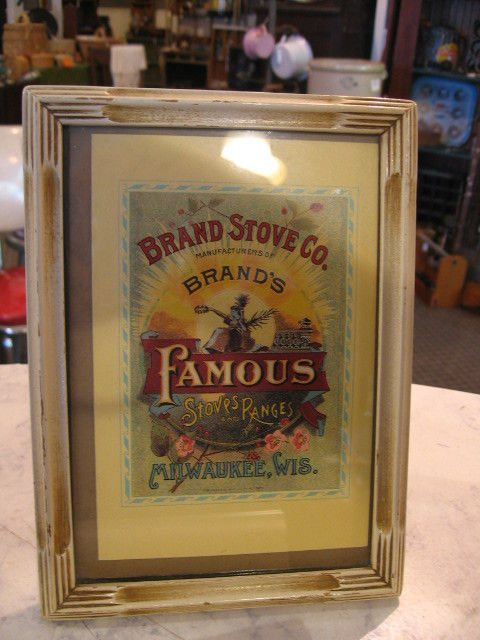 BRAND STOVE CO.
MANUFACTURERS OF
BRAND'S
FAMOUS
STOVES AND RANGES
MILWAUKEE, WIS.